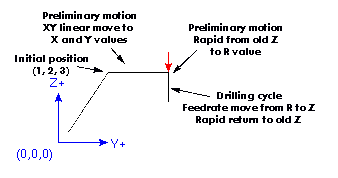 Preliminary motion
XY linear move to
X and Y values
Preliminary motion
Rapid from old Z
to R value
Initial position
(1, 2, 3)
Z+
Drilling cycle
Feedrate move from R to Z
Rapid return to old Z
Y+
(0,0,0)